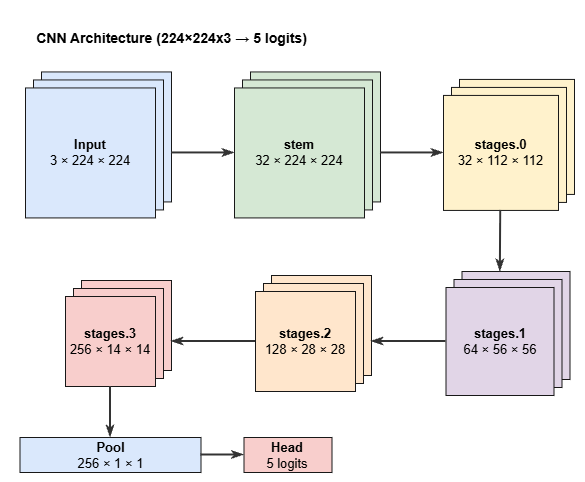 CNN Architecture (224×224x3 → 5 logits)
Input
3 × 224 × 224
stem
32 × 224 × 224
stages.0
32 × 112 × 112
stages.1
64 × 56 × 56
stages.2
128 × 28 × 28
stages.3
256 × 14 × 14
Pool
256 × 1 × 1
Head
5 logits